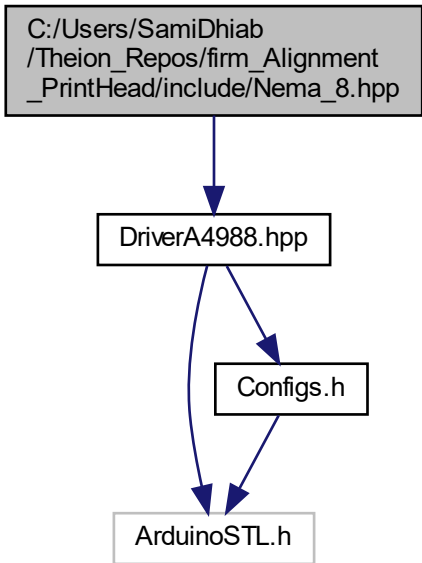 C:/Users/SamiDhiab
/Theion_Repos/firm_Alignment
_PrintHead/include/Nema_8.hpp
DriverA4988.hpp
Configs.h
ArduinoSTL.h